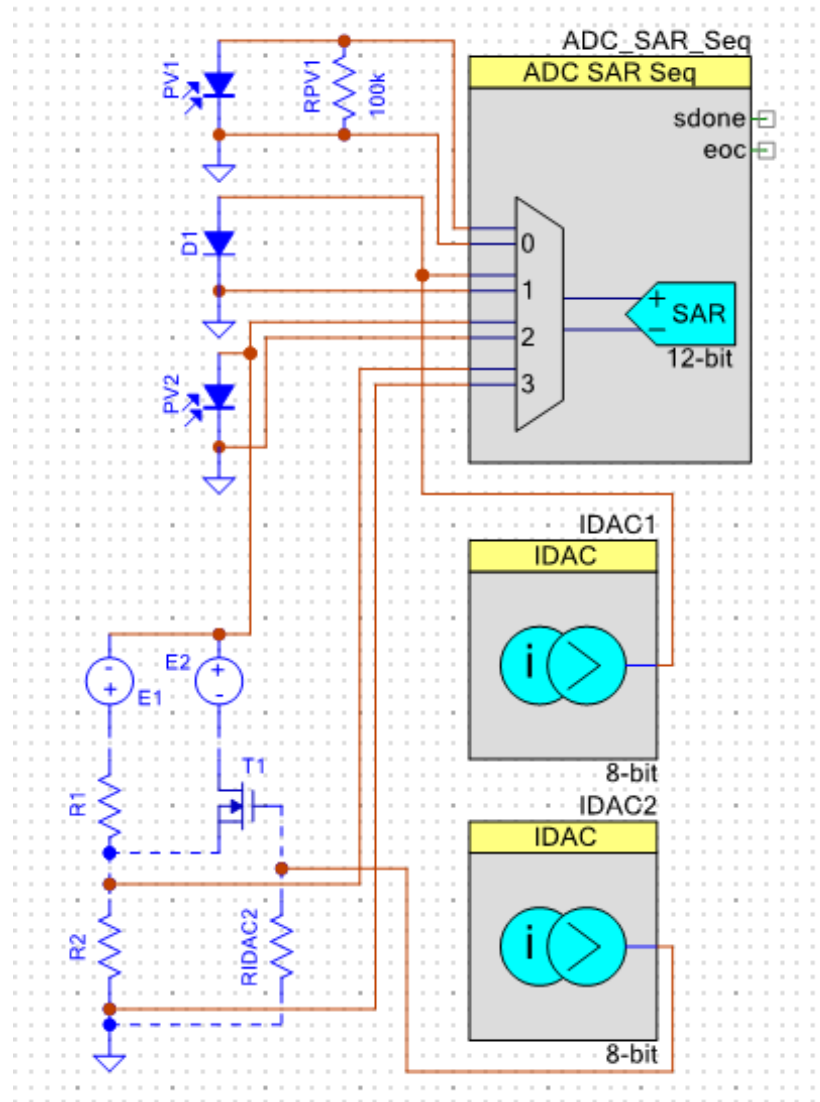 ADC_SAR_Seq
ADC SAR Seq
PV1
RPV1
100k
sdone
eoc
D1
0
1
2
3
+
−
SAR
12-bit
PV2
IDAC1
IDAC
i
8-bit
-
+
E1
E2
+
-
T1
R1
IDAC2
IDAC
i
8-bit
R2
RIDAC2